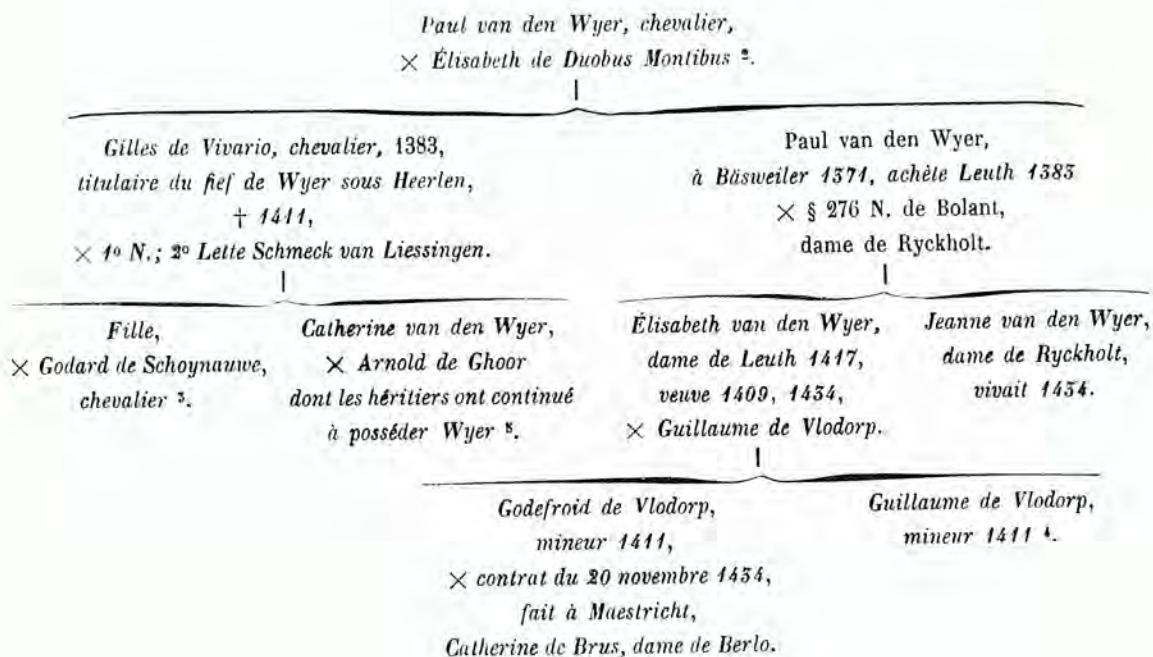 Paul van den Wyer, chevalier,
× Élisabeth de Duobus Montibus ².
Gilles de Vivario, chevalier, 1383,
titulaire du fief de Wyer sous Heerlen,
† 1411,
× 1º N.; 2º Lette Schmeck van Liessingen.
Paul van den Wyer,
à Bäsweiler 1371, achète Leuth 1383
× § 276 N. de Bolant,
dame de Ryckholt.
Fille,
× Godard de Schoynauwe,
chevalier ³.
Catherine van den Wyer,
× Arnold de Ghoor
dont les héritiers ont continué
à posséder Wyer ⁵.
Élisabeth van den Wyer,
dame de Leuth 1417,
veuve 1409, 1434,
× Guillaume de Vlodorp.
Jeanne van den Wyer,
dame de Ryckholt,
vivait 1434.
Godefroid de Vlodorp,
mineur 1411,
× contrat du 20 novembre 1434,
fait à Maestricht,
Catherine de Brus, dame de Berlo.
Guillaume de Vlodorp,
mineur 1411 ⁴.